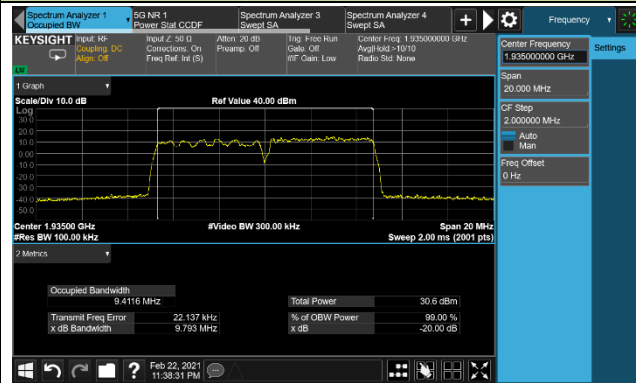 Spectrum Analyzer 1
Occupied BW
5G NR 1
Power Stat CCDF
Spectrum Analyzer 3
Swept SA
Spectrum Analyzer 4
Swept SA
Frequency
KEYSIGHT
Input: RF
Coupling: DC
Align: Off
Input Z: 50 Ω
Corrections: On
Freq Ref: Int (S)
Atten: 20 dB
Preamp: Off
Trig: Free Run
Gate: Off
#IF Gain: Low
Center Freq: 1.935000000 GHz
Avg|Hold:>10/10
Radio Std: None
Center Frequency
1.935000000 GHz
Settings
Span
20.000 MHz
CF Step
2.000000 MHz
Auto
Man
Freq Offset
0 Hz
1 Graph
Scale/Div 10.0 dB
Ref Value 40.00 dBm
Log
30.0
20.0
10.0
0.00
-10.0
-20.0
-30.0
-40.0
-50.0
Center 1.93500 GHz
#Video BW 300.00 kHz
Span 20 MHz
#Res BW 100.00 kHz
Sweep 2.00 ms (2001 pts)
2 Metrics
Occupied Bandwidth
9.4116 MHz
Total Power
30.6 dBm
Transmit Freq Error
22.137 kHz
% of OBW Power
99.00 %
x dB Bandwidth
9.793 MHz
x dB
-20.00 dB
Feb 22, 2021
11:38:31 PM